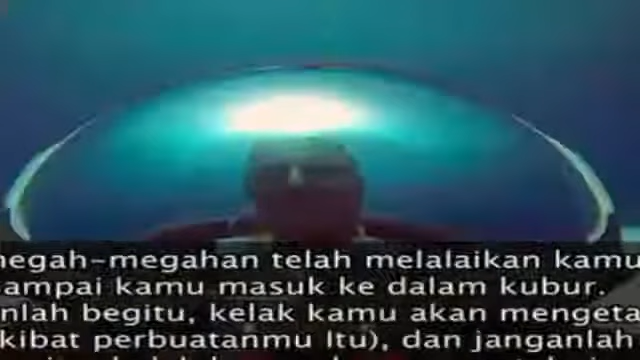 negah-megahan telah melalaikan kamu
ampai kamu masuk ke dalam kubur.
nlah begitu, kelak kamu akan mengeta
kibat perbuatanmu Itu), dan janganlah